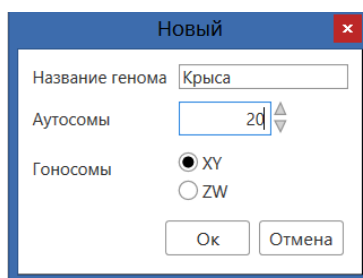 Новый
Название генома Крыса
Аутосомы 20
Гоносомы XY
ZW
Ок Отмена